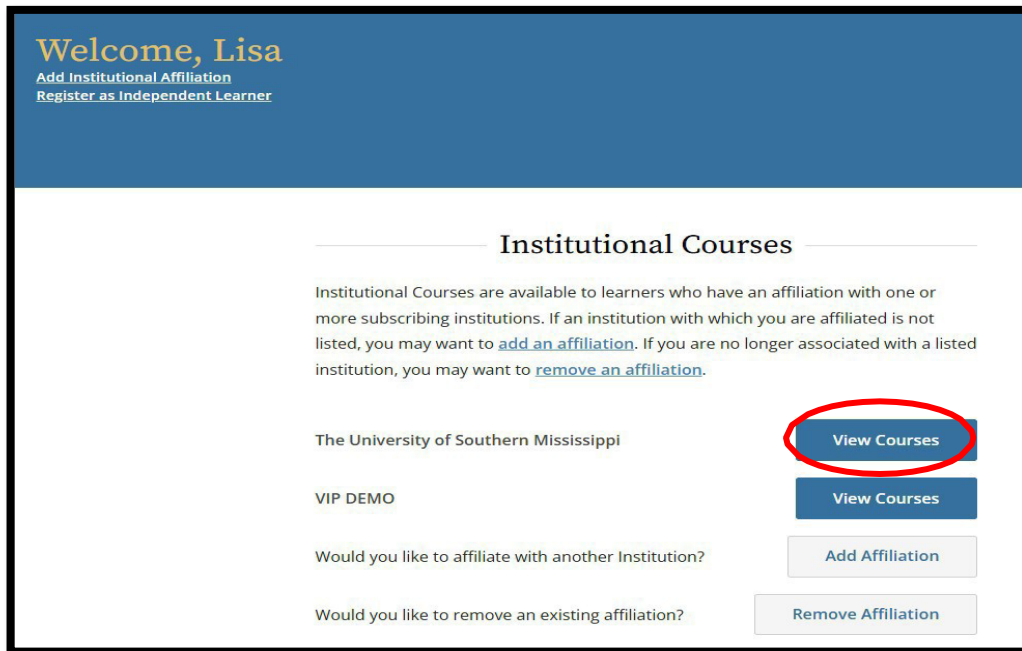 Welcome, Lisa
Add Institutional Affiliation
Register as Independent Learner
Institutional Courses
Institutional Courses are available to learners who have an affiliation with one or
more subscribing institutions. If an institution with which you are affiliated is not
listed, you may want to add an affiliation. If you are no longer associated with a listed
institution, you may want to remove an affiliation.
The University of Southern Mississippi View Courses
VIP DEMO View Courses
Would you like to affiliate with another Institution? Add Affiliation
Would you like to remove an existing affiliation? Remove Affiliation